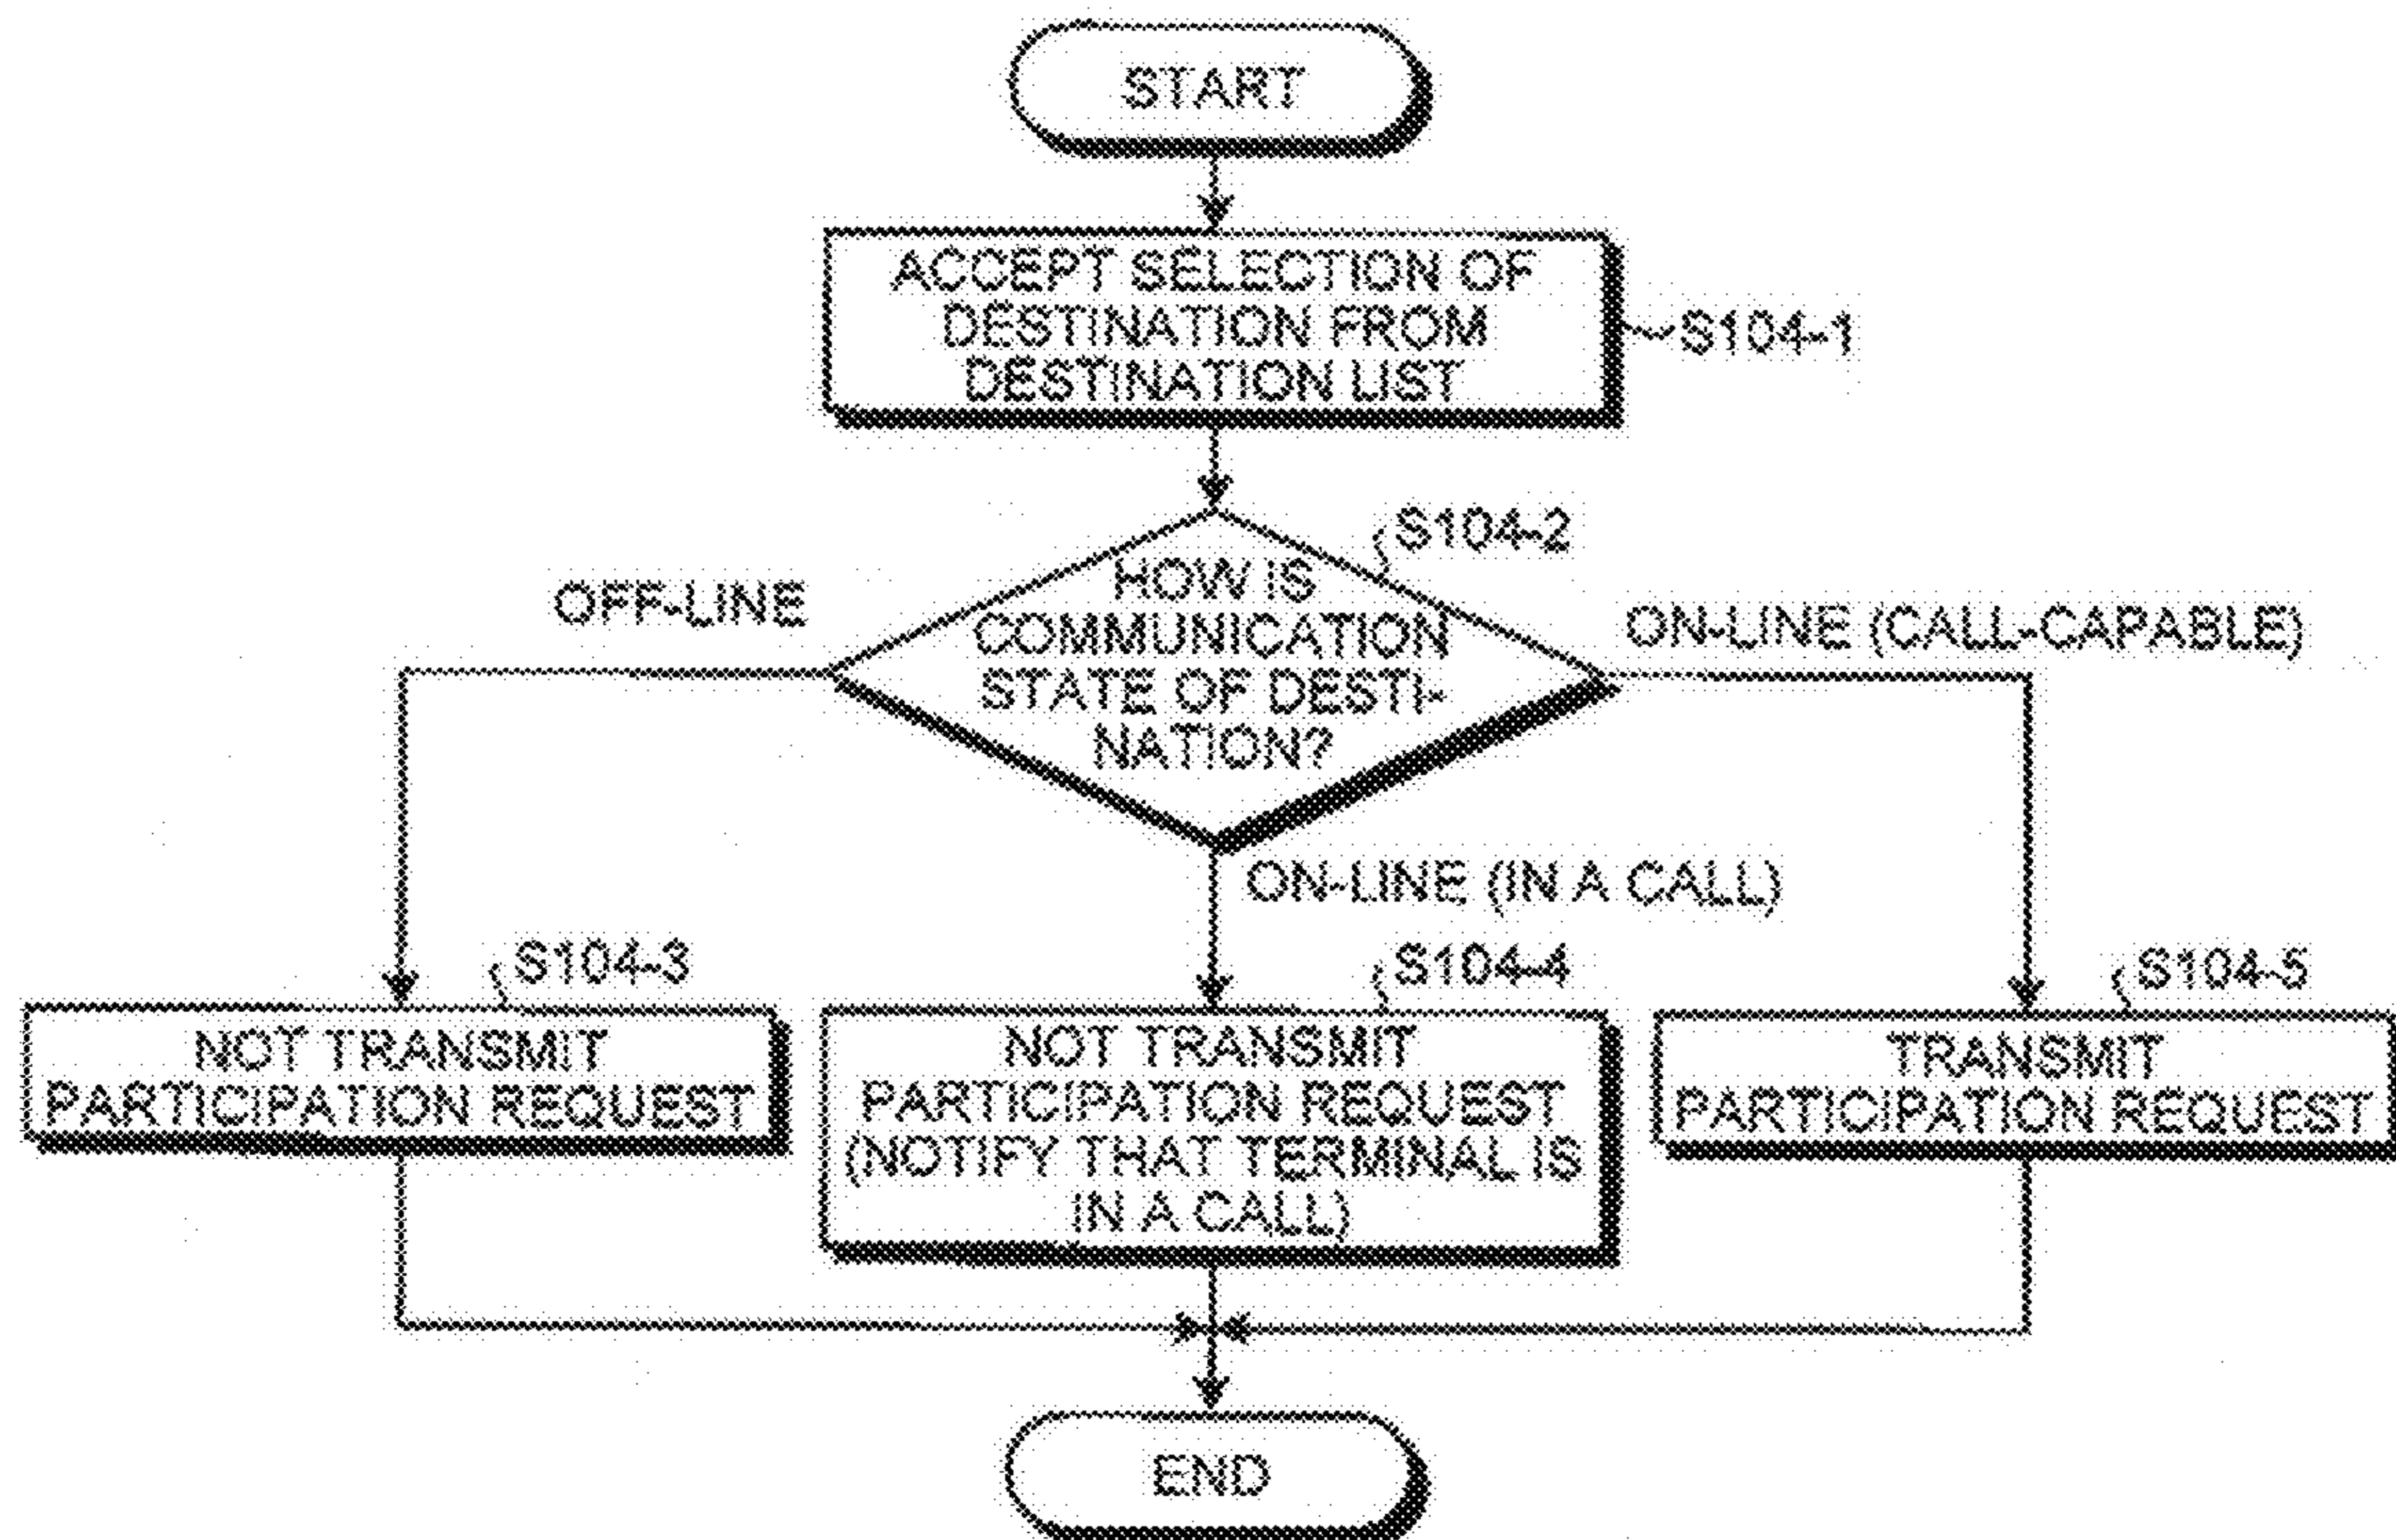 START
ACCEPT SELECTION OF
DESTINATION FROM
DESTINATION LIST
S104-1
S104-2
HOW IS
COMMUNICATION
STATE OF DESTI-
NATION?
OFF-LINE
ON-LINE (CALL-CAPABLE)
ON-LINE (IN A CALL)
S104-3
NOT TRANSMIT
PARTICIPATION REQUEST
S104-4
NOT TRANSMIT
PARTICIPATION REQUEST
(NOTIFY THAT TERMINAL IS
IN A CALL)
S104-5
TRANSMIT
PARTICIPATION REQUEST
END